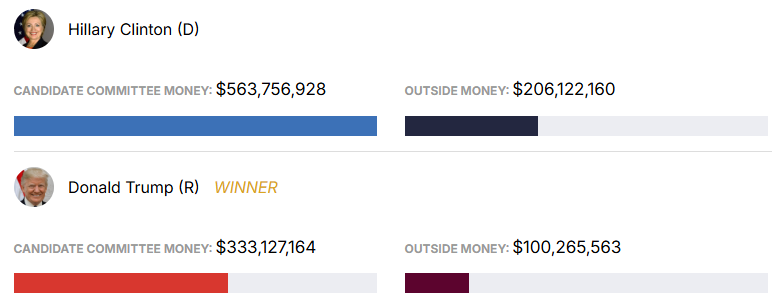 Hillary Clinton (D)
CANDIDATE COMMITTEE MONEY: $563,756,928
OUTSIDE MONEY: $206,122,160
Donald Trump (R) WINNER
CANDIDATE COMMITTEE MONEY: $333,127,164
OUTSIDE MONEY: $100,265,563